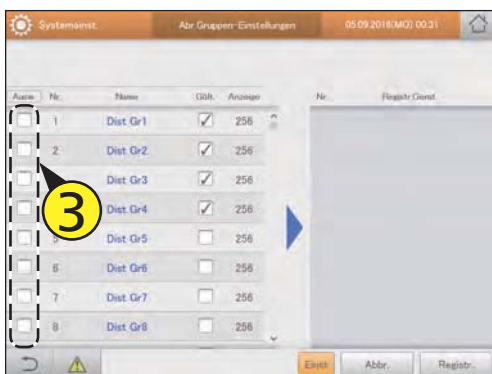 Systemeinst. Abr.Gruppen-Einstellungen 05.09.2016(MO) 00:31
Ausw. Nr. Name Gült. Anzeige Nr. Registr.Gerät
1 Dist Gr1 256
2 Dist Gr2 256
3
Dist Gr3 256
Dist Gr4 256
5 Dist Gr5 256
6 Dist Gr6 256
7 Dist Gr7 256
8 Dist Gr8 256
Einst. Abbr. Registr.